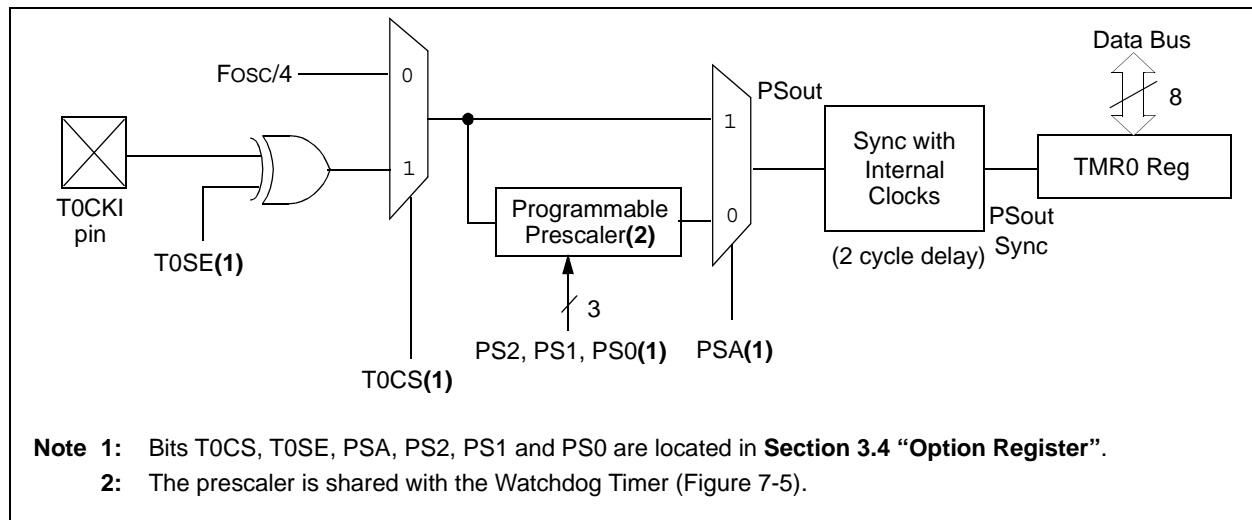 Data Bus
FOSC/4
0
8
PSout
1
Sync with
Internal
Clocks
TMR0 Reg
1
T0CKI
pin
Programmable
Prescaler(2)
0
PSout
Sync
T0SE(1)
(2 cycle delay)
3
PS2, PS1, PS0(1)
PSA(1)
T0CS(1)
Note 1: Bits T0CS, T0SE, PSA, PS2, PS1 and PS0 are located in Section 3.4 “Option Register”.
2: The prescaler is shared with the Watchdog Timer (Figure 7-5).